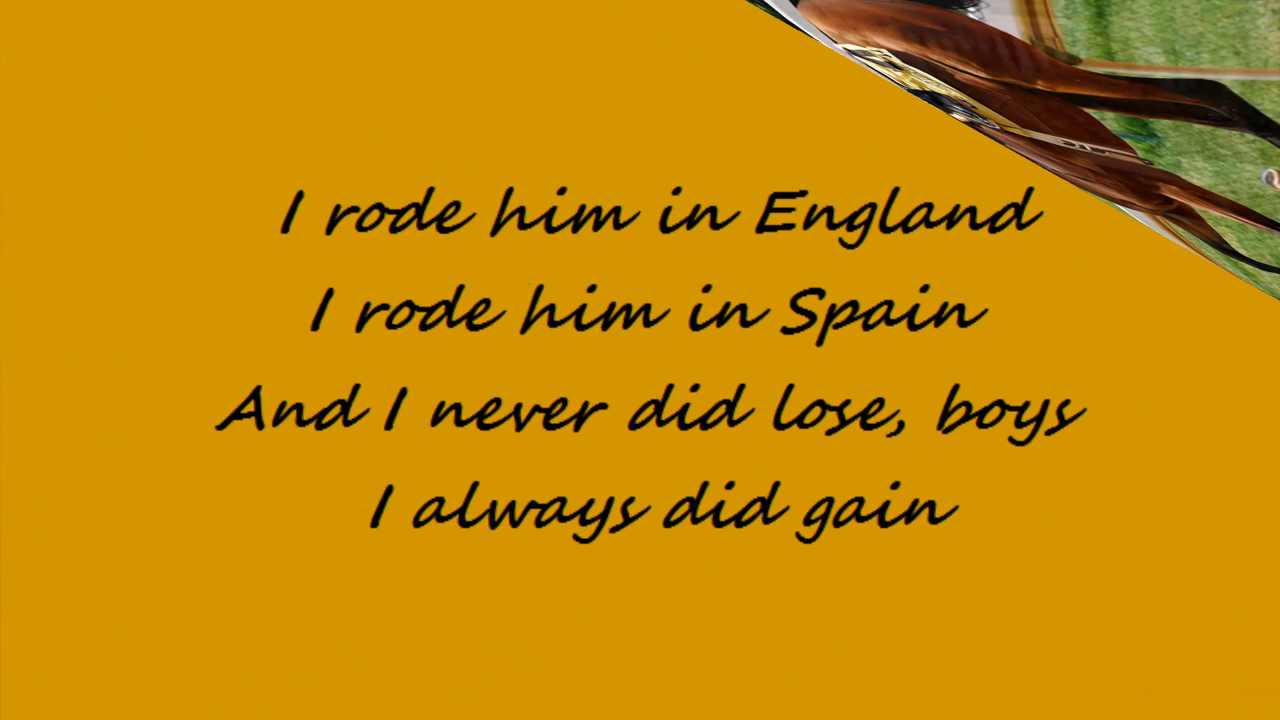 I rode him in England
I rode him in Spain
And I never did lose, boys
I always did gain